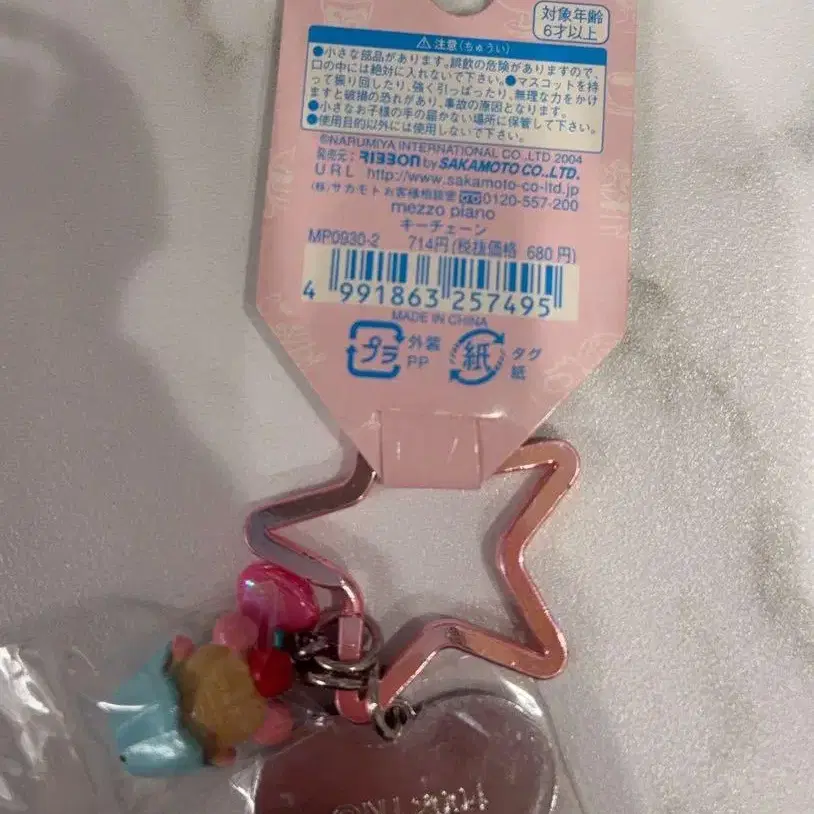 対象年齢
6才以上
⚠注意(ちゅうい)
●小さな部品があります。誤飲の危険がありますので、
口の中には絶対に入れないで下さい。●マスコットを持
って振り回したり、強く引っぱったり、無理な力をかけ
ますと破損の恐れがあり、事故の原因となります。
●小さなお子様の手の届かない場所に保管して下さい。
●使用目的以外には使用しないで下さい。
©NARUMIYA INTERNATIONAL CO.,LTD 2004
発売元:RIBBON by SAKAMOTO CO.,LTD.
URL http://www.sakamoto-co-ltd.jp
(株)サカモトお客様相談室 0120-557-200
mezzo piano
キーチェーン
MP0930-2 714円(税抜価格 680円)
4 991863 257495
MADE IN CHINA
プラ 外装 PP
紙 タグ 紙